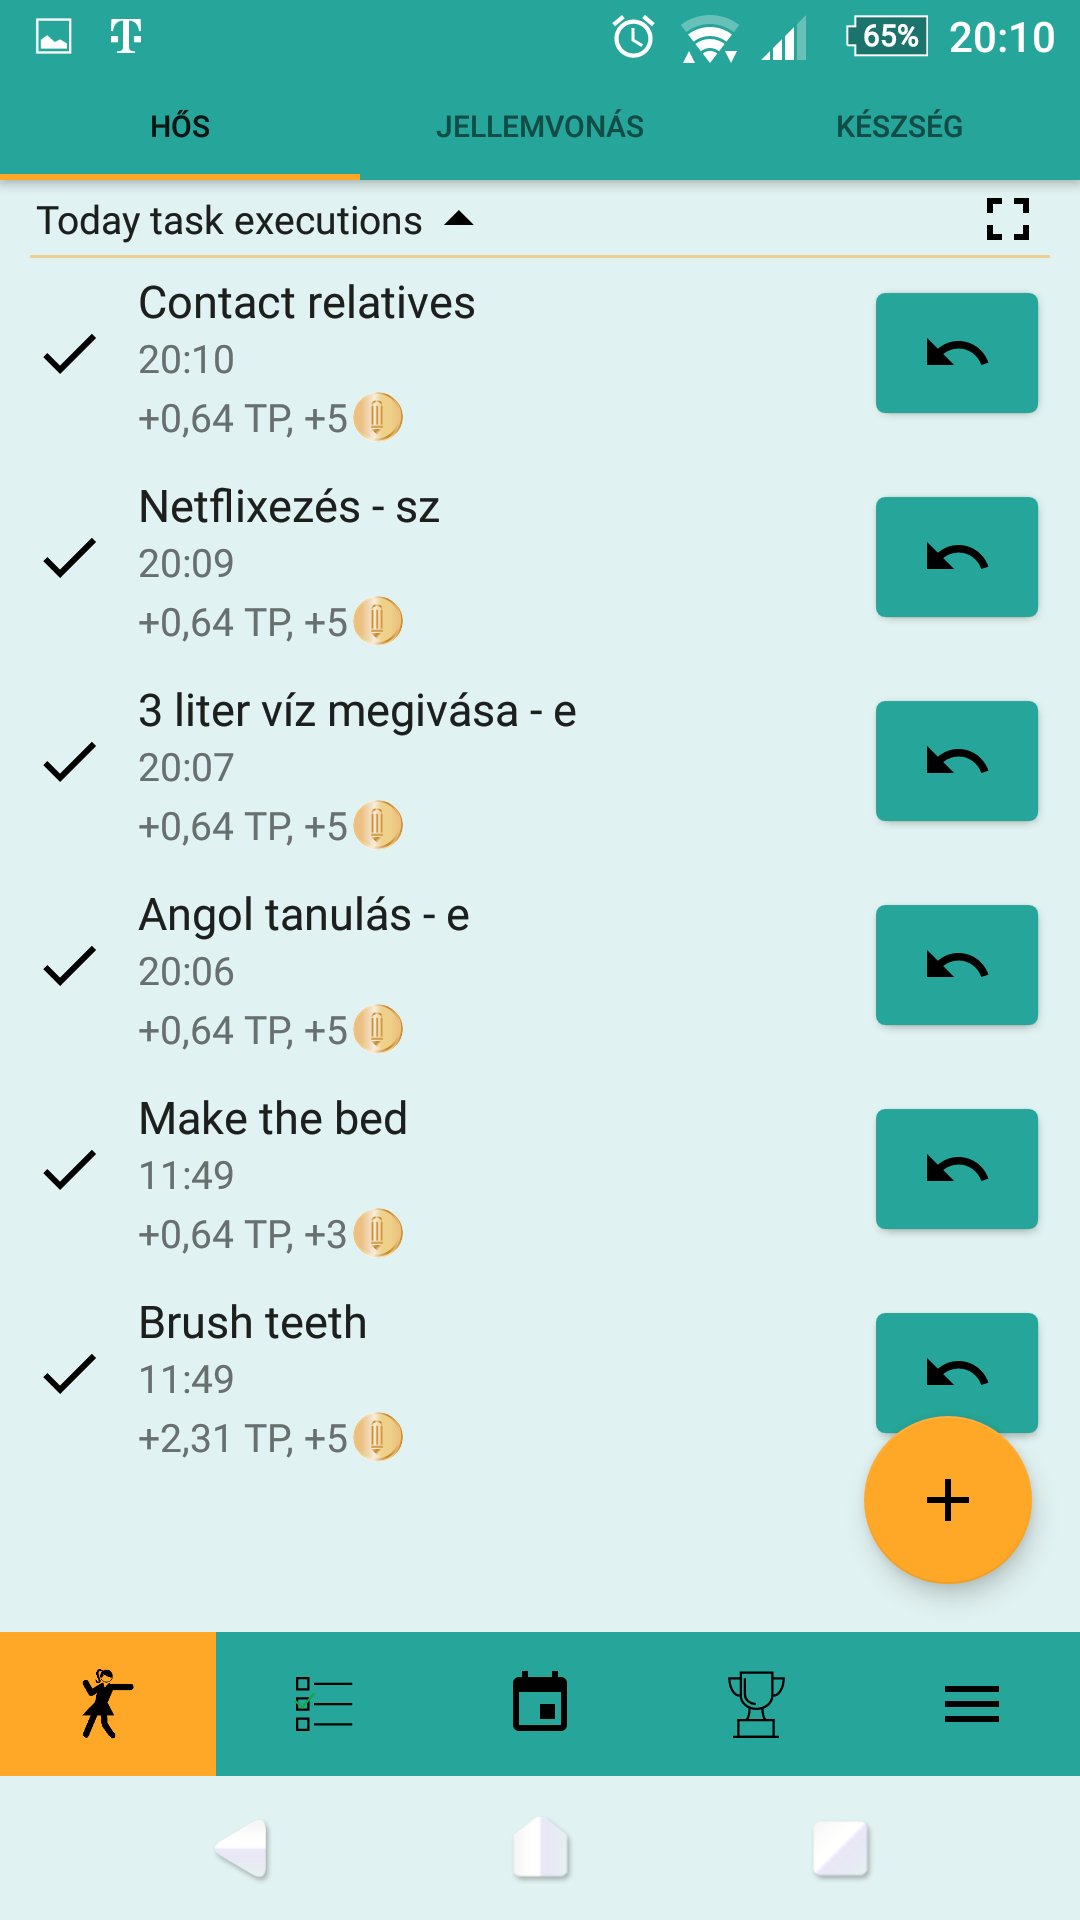 65% 20:10
HŐS JELLEMVONÁS KÉSZSÉG
Today task executions
Contact relatives
20:10
+0,64 TP, +5
Netflixezés - sz
20:09
+0,64 TP, +5
3 liter víz megivása - e
20:07
+0,64 TP, +5
Angol tanulás - e
20:06
+0,64 TP, +5
Make the bed
11:49
+0,64 TP, +3
Brush teeth
11:49
+2,31 TP, +5